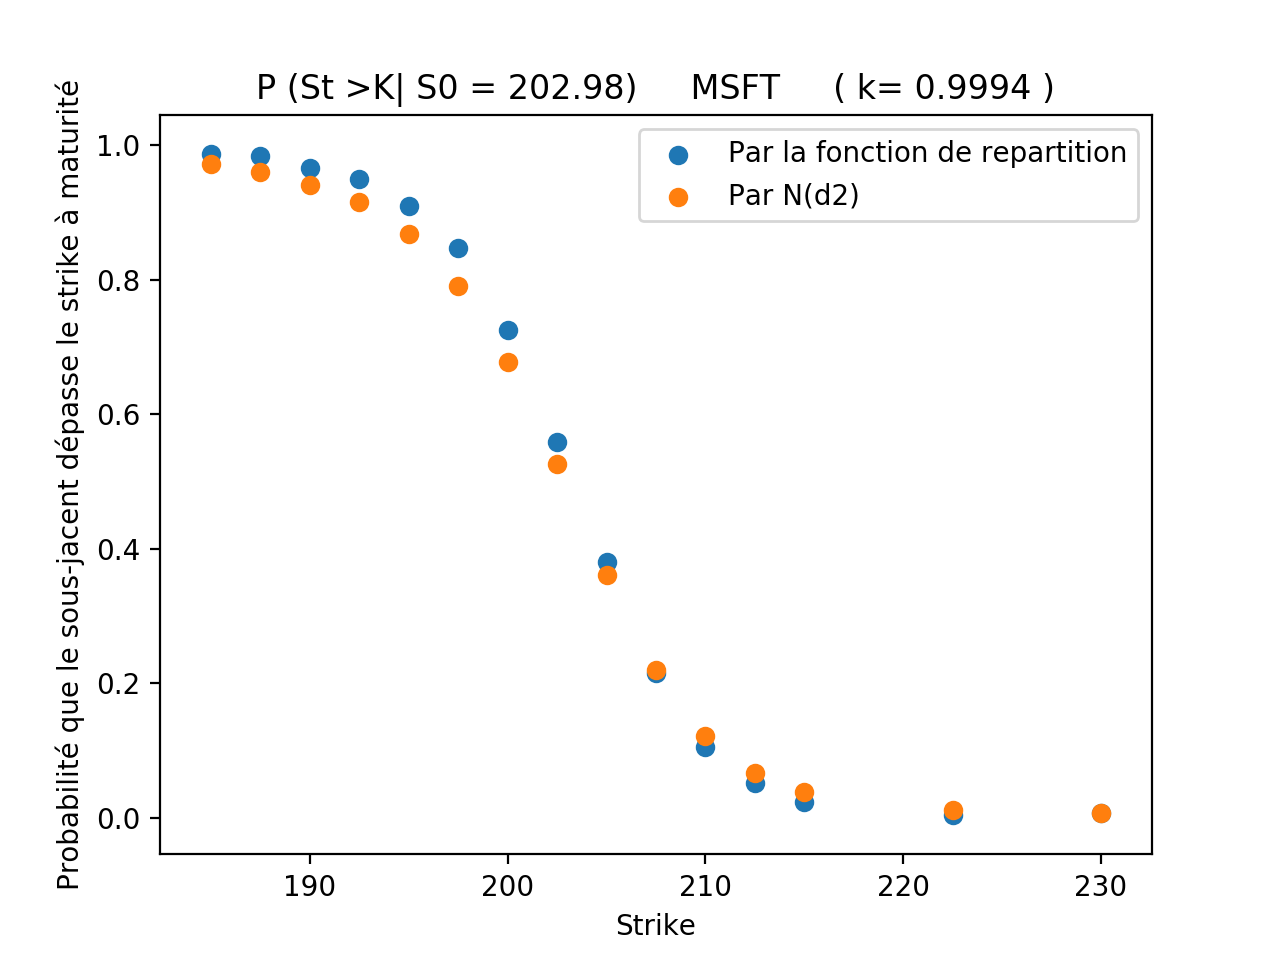 P (St >K| S0 = 202.98) MSFT ( k= 0.9994 )
Probabilité que le sous-jacent dépasse le strike à maturité
1.0
0.8
0.6
0.4
0.2
0.0
Par la fonction de repartition
Par N(d2)
190 200 210 220 230
Strike